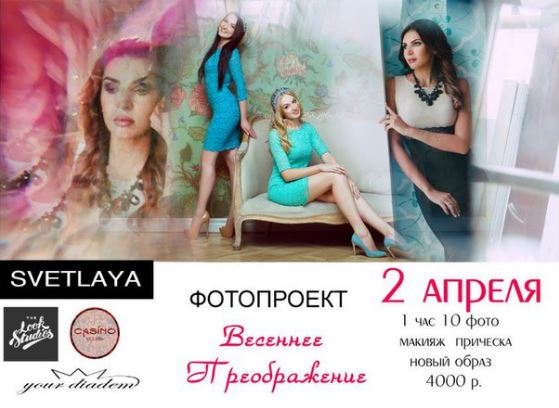 SVETLAYA
THE
Look
Studios
CASINO
your diadem
ФОТОПРОЕКТ
Весеннее
Преображение
2 апреля
1 час 10 фото
макияж прическа
новый образ
4000 р.